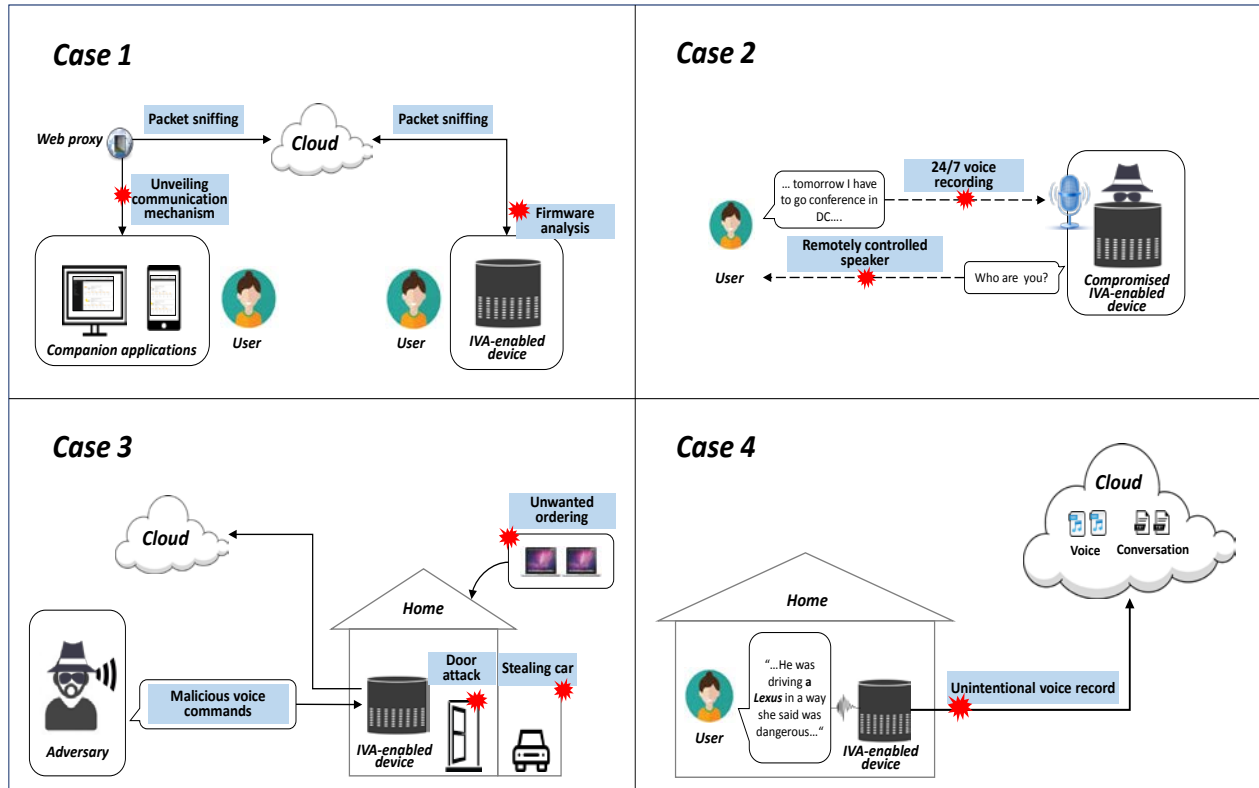 Case 1
Packet sniffing
Packet sniffing
Web proxy
Cloud
Unveiling
communication
mechanism
Firmware
analysis
Companion applications
User
User
IVA-enabled
device
Case 2
... tomorrow I have
to go conference in
DC....
24/7 voice
recording
User
Remotely controlled
speaker
Who are you?
Compromised
IVA-enabled
device
Case 3
Cloud
Unwanted
ordering
Home
Door
attack
Stealing car
Malicious voice
commands
Adversary
IVA-enabled
device
Case 4
Cloud
Voice
Conversation
Home
"...He was
driving a
Lexus in a way
she said was
dangerous..."
Unintentional voice record
User
IVA-enabled
device